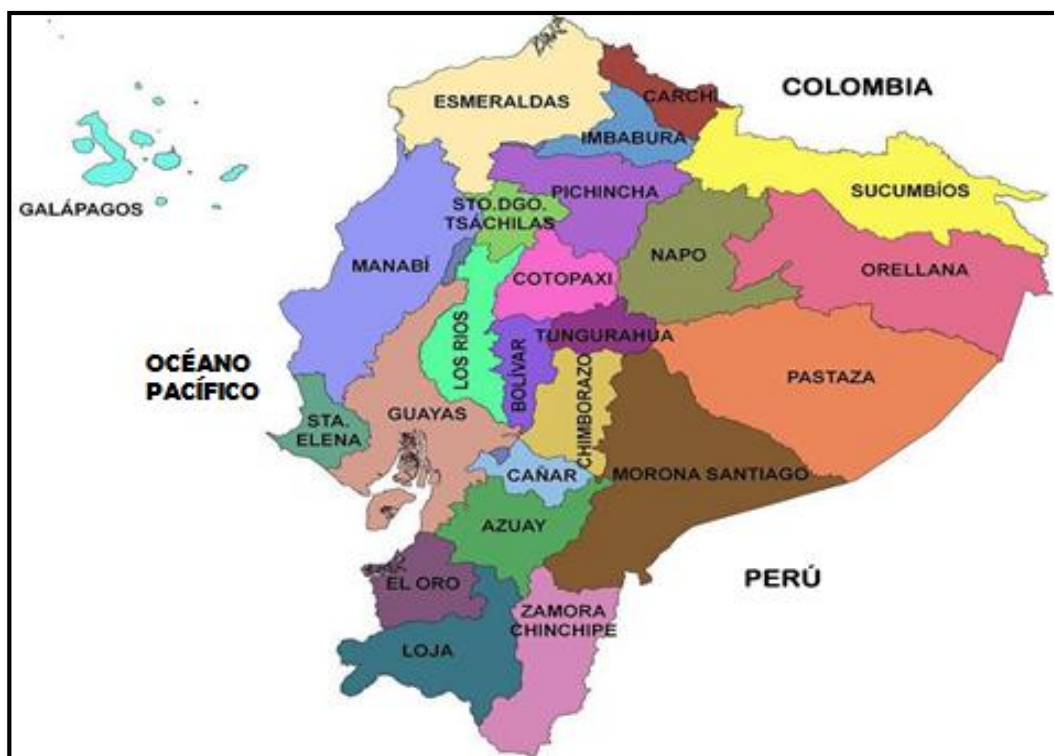 COLOMBIA
ESMERALDAS
CARCHI
IMBABURA
GALÁPAGOS
PICHINCHA
SUCUMBÍOS
STO.DGO.
TSÁCHILAS
MANABÍ
NAPO
ORELLANA
COTOPAXI
LOS RIOS
BOLÍVAR
TUNGURAHUA
CHIMBORAZO
PASTAZA
OCÉANO
PACÍFICO
STA.
ELENA
GUAYAS
CAÑAR
MORONA SANTIAGO
AZUAY
EL ORO
PERÚ
ZAMORA
CHINCHIPE
LOJA